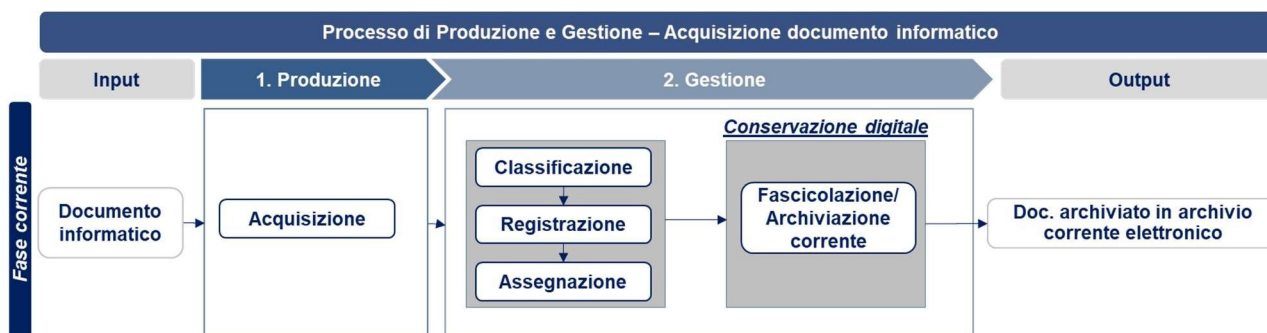 Processo di Produzione e Gestione – Acquisizione documento informatico
Input
1. Produzione
2. Gestione
Output
Fase corrente
Documento
informatico
Acquisizione
Classificazione
Registrazione
Assegnazione
Conservazione digitale
Fascicolazione/
Archiviazione
corrente
Doc. archiviato in archivio
corrente elettronico